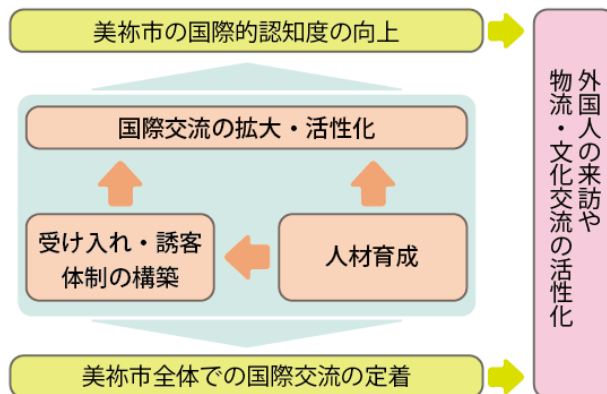 美祢市の国際的認知度の向上
国際交流の拡大・活性化
受け入れ・誘客
体制の構築
人材育成
美祢市全体での国際交流の定着
外国人の来訪や
物流・文化交流の活性化